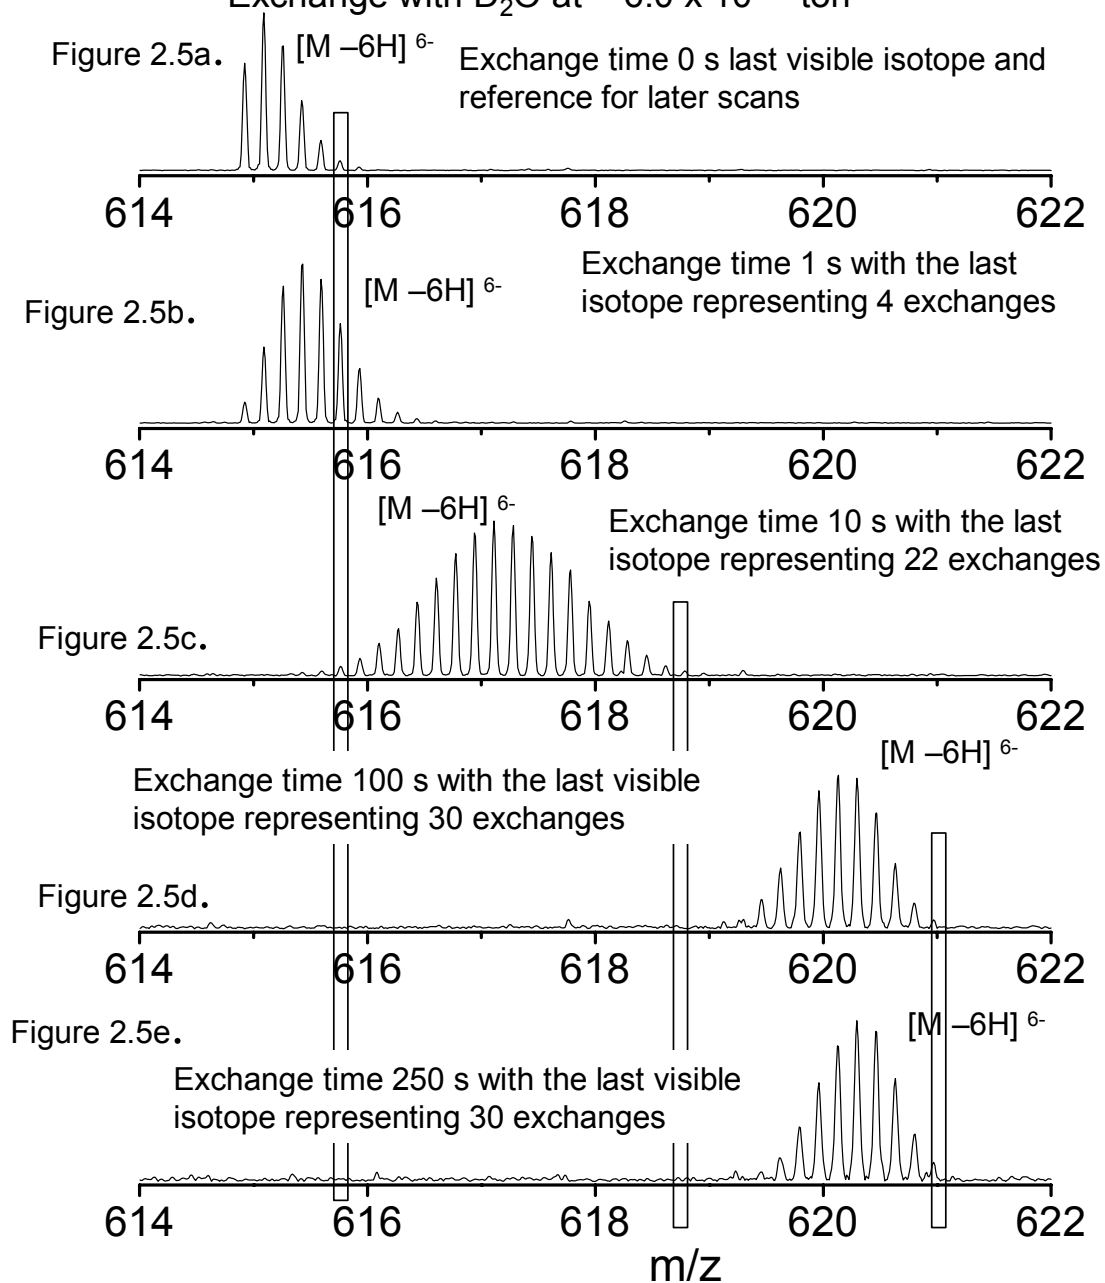 Exchange with D2O at
Figure 2.5a.
[M –6H] 6-
Exchange time 0 s last visible isotope and
reference for later scans
614 616 618 620 622
Figure 2.5b.
[M –6H] 6-
Exchange time 1 s with the last
isotope representing 4 exchanges
614 616 618 620 622
Figure 2.5c.
[M –6H] 6-
Exchange time 10 s with the last
isotope representing 22 exchanges
614 616 618 620 622
[M –6H] 6-
Exchange time 100 s with the last visible
isotope representing 30 exchanges
Figure 2.5d.
614 616 618 620 622
Figure 2.5e.
[M –6H] 6-
Exchange time 250 s with the last visible
isotope representing 30 exchanges
614 616 618 620 622
m/z